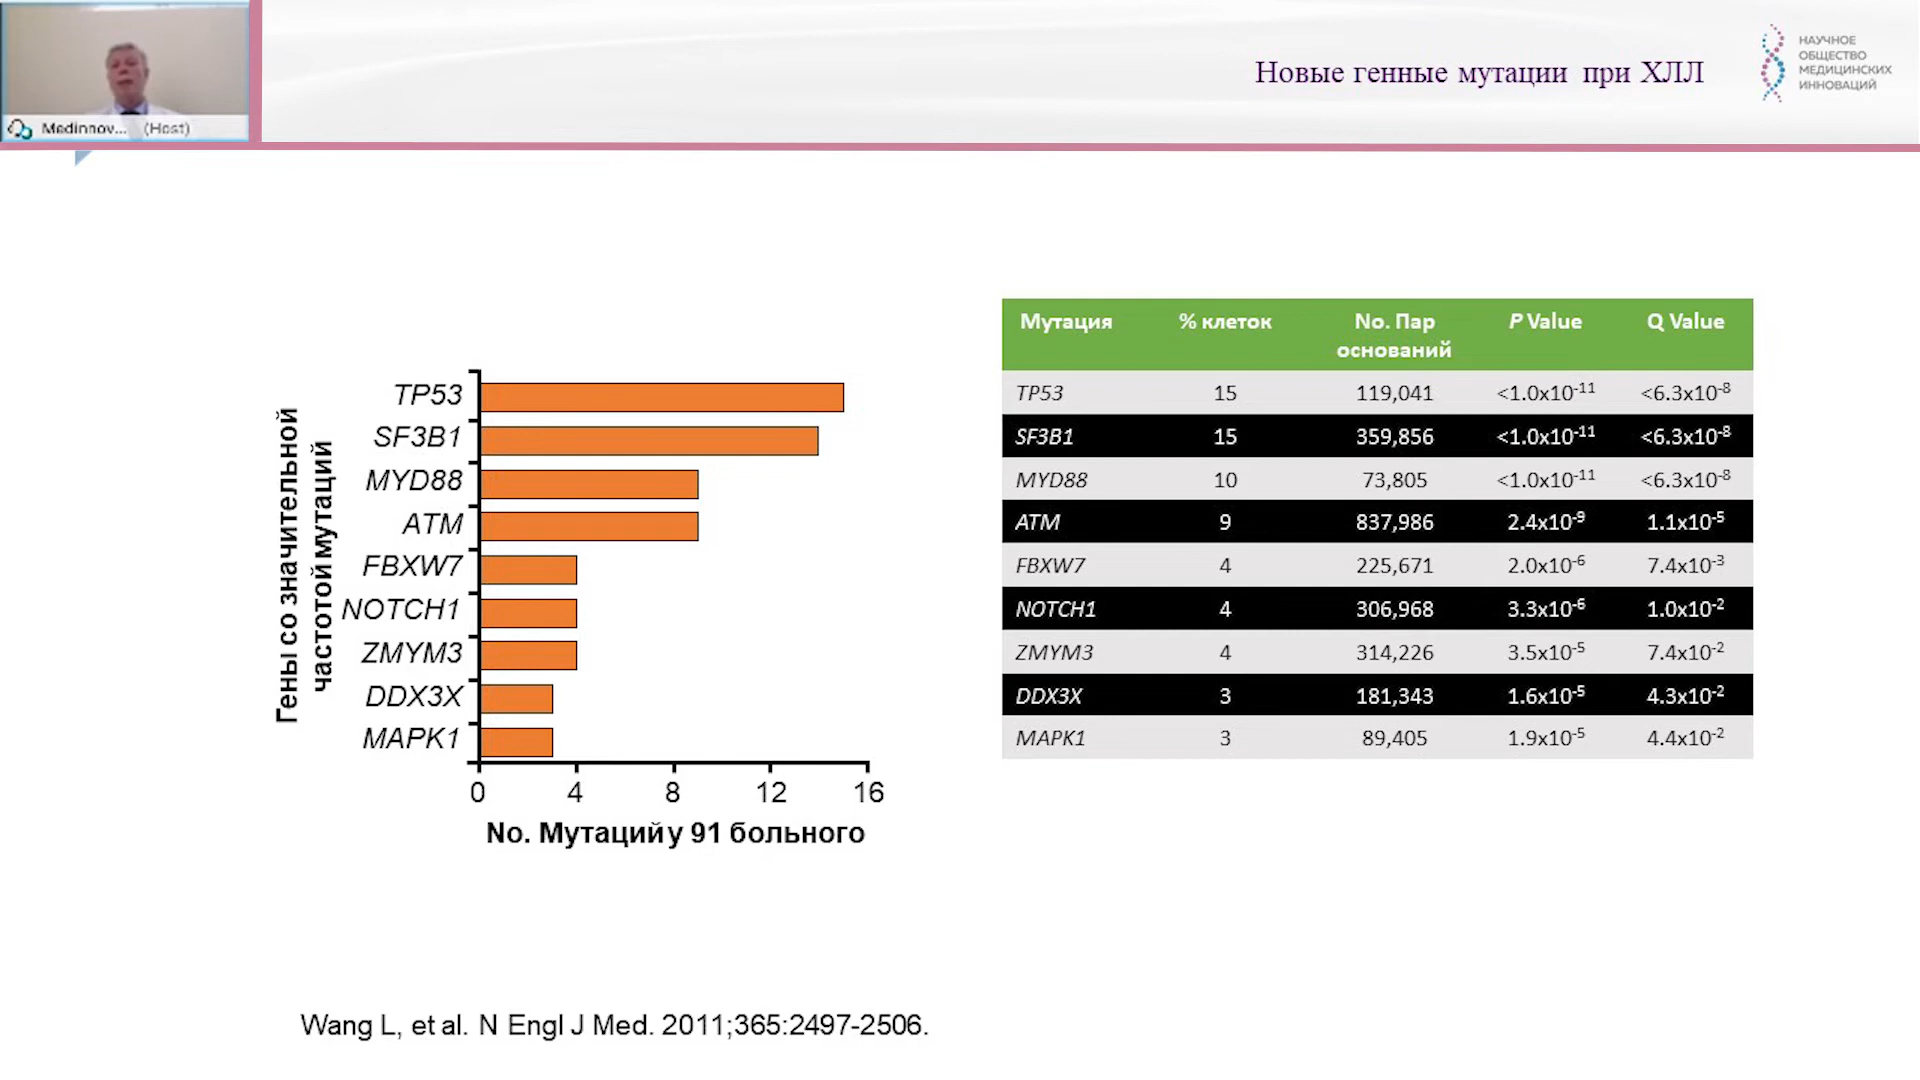 Medinnov... (Host)
Новые генные мутации при ХЛЛ
НАУЧНОЕ
ОБЩЕСТВО
МЕДИЦИНСКИХ
ИННОВАЦИЙ
Гены со значительной
частотой мутаций
TP53
SF3B1
MYD88
ATM
FBXW7
NOTCH1
ZMYM3
DDX3X
MAPK1
0 4 8 12 16
No. Мутаций у 91 больного
Мутация % клеток No. Пар оснований P Value Q Value
TP53 15 119,041 <1.0x10⁻¹¹ <6.3x10⁻⁸
SF3B1 15 359,856 <1.0x10⁻¹¹ <6.3x10⁻⁸
MYD88 10 73,805 <1.0x10⁻¹¹ <6.3x10⁻⁸
ATM 9 837,986 2.4x10⁻⁹ 1.1x10⁻⁵
FBXW7 4 225,671 2.0x10⁻⁶ 7.4x10⁻³
NOTCH1 4 306,968 3.3x10⁻⁶ 1.0x10⁻²
ZMYM3 4 314,226 3.5x10⁻⁵ 7.4x10⁻²
DDX3X 3 181,343 1.6x10⁻⁵ 4.3x10⁻²
MAPK1 3 89,405 1.9x10⁻⁵ 4.4x10⁻²
Wang L, et al. N Engl J Med. 2011;365:2497-2506.